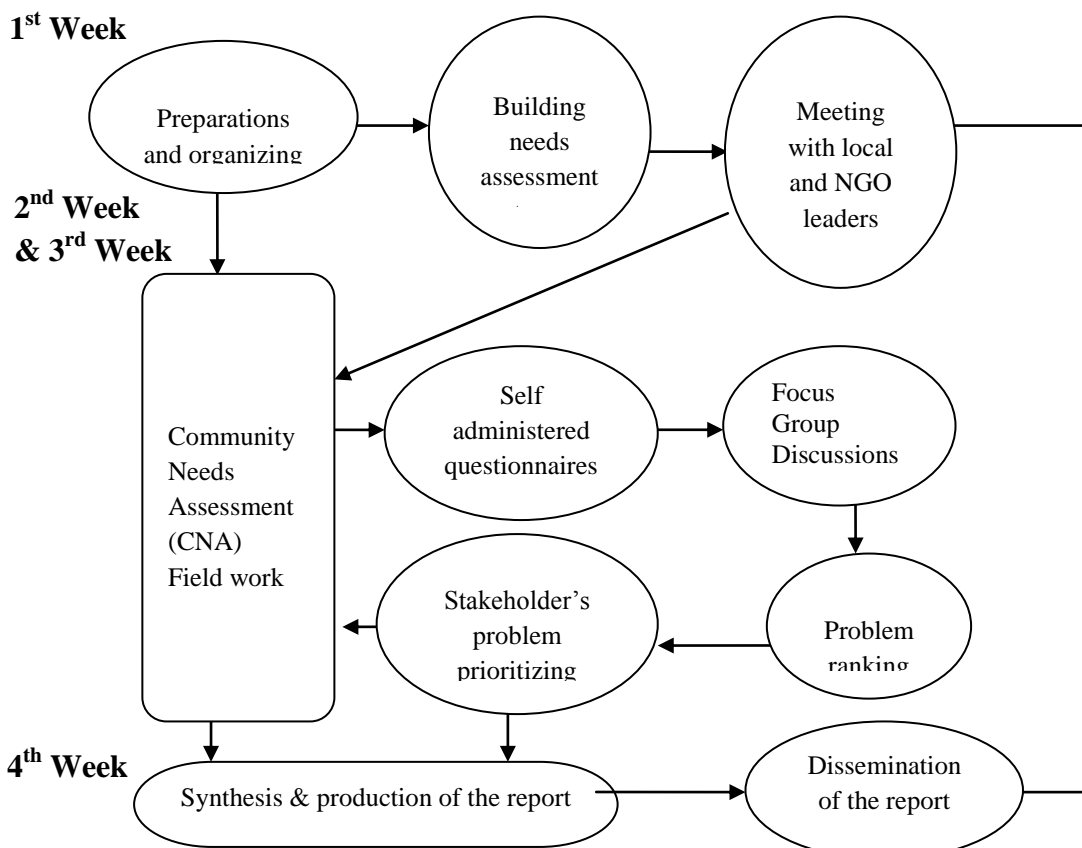 1st Week
Preparations
and organizing
Building
needs
assessment
Meeting
with local
and NGO
leaders
2nd Week
& 3rd Week
Community
Needs
Assessment
(CNA)
Field work
Self
administered
questionnaires
Focus
Group
Discussions
Stakeholder’s
problem
prioritizing
Problem
ranking
4th Week
Synthesis & production of the report
Dissemination
of the report